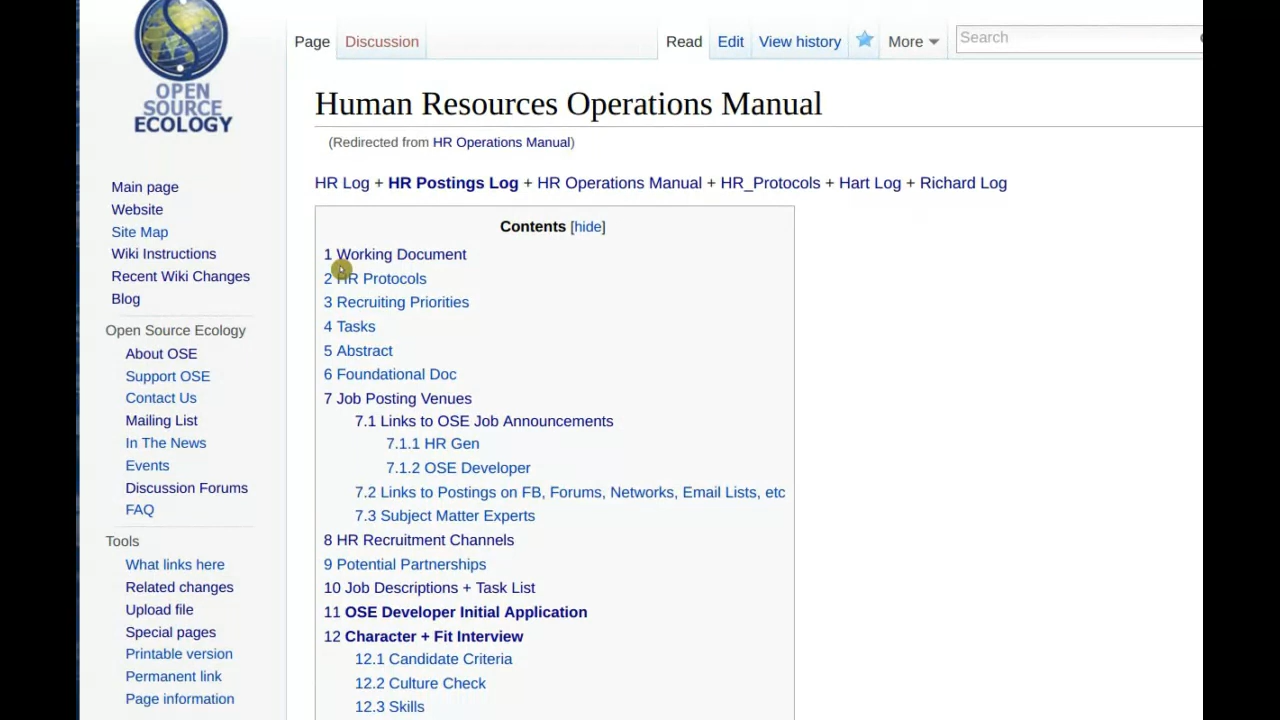 OPEN
SOURCE
ECOLOGY
Page Discussion Read Edit View history More Search
Human Resources Operations Manual
(Redirected from HR Operations Manual)
HR Log + HR Postings Log + HR Operations Manual + HR_Protocols + Hart Log + Richard Log
Main page
Website
Site Map
Wiki Instructions
Recent Wiki Changes
Blog
Open Source Ecology
About OSE
Support OSE
Contact Us
Mailing List
In The News
Events
Discussion Forums
FAQ
Tools
What links here
Related changes
Upload file
Special pages
Printable version
Permanent link
Page information
Contents [hide]
1 Working Document
2 HR Protocols
3 Recruiting Priorities
4 Tasks
5 Abstract
6 Foundational Doc
7 Job Posting Venues
7.1 Links to OSE Job Announcements
7.1.1 HR Gen
7.1.2 OSE Developer
7.2 Links to Postings on FB, Forums, Networks, Email Lists, etc
7.3 Subject Matter Experts
8 HR Recruitment Channels
9 Potential Partnerships
10 Job Descriptions + Task List
11 OSE Developer Initial Application
12 Character + Fit Interview
12.1 Candidate Criteria
12.2 Culture Check
12.3 Skills